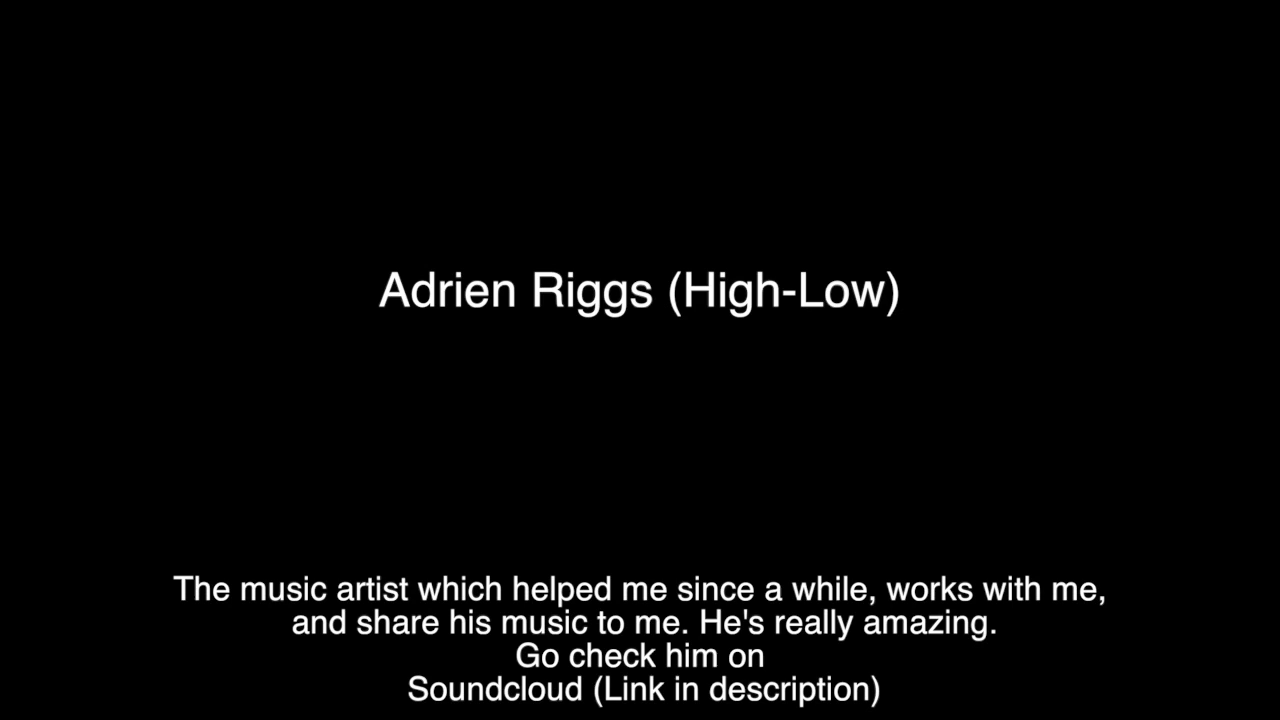 Adrien Riggs (High-Low)
The music artist which helped me since a while, works with me,
and share his music to me. He's really amazing.
Go check him on
Soundcloud (Link in description)